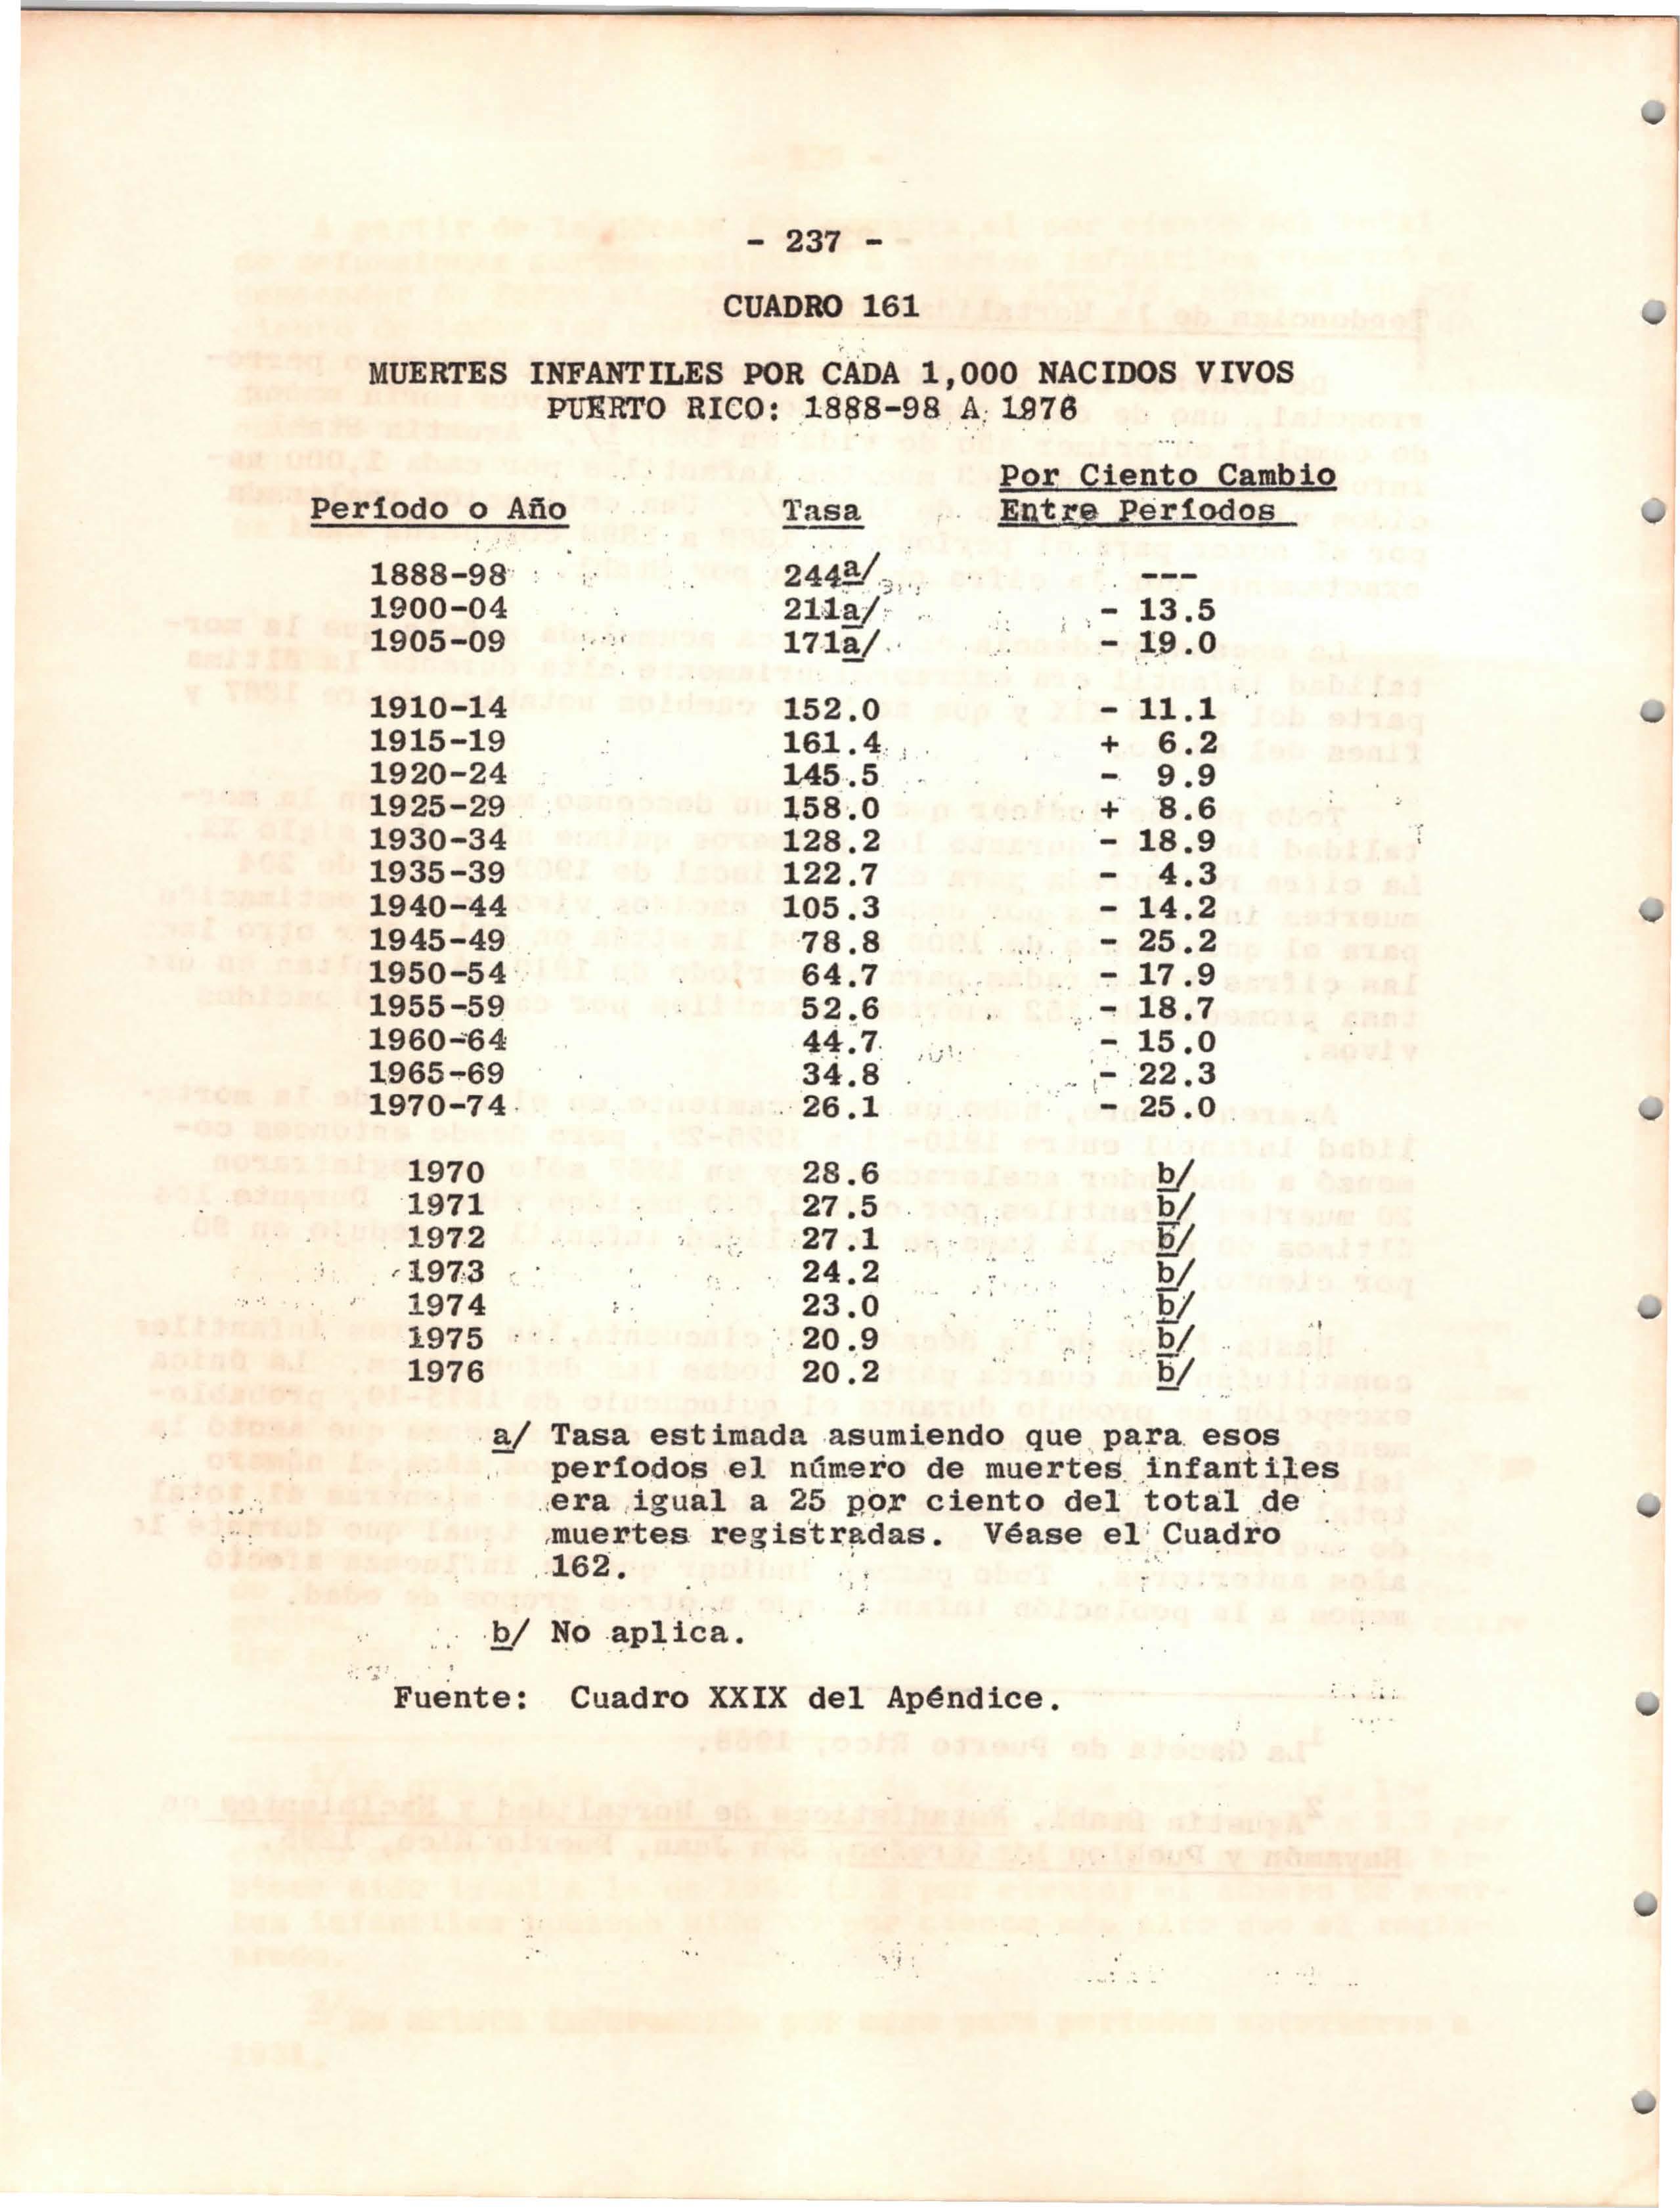 - 237 -
CUADRO 161
MUERTES INFANTILES POR CADA 1,000 NACIDOS VIVOS
PUERTO RICO: 1888-98 A 1976
Por Ciento Cambio
Período o Año Tasa Entre Períodos
1888-98 244a/ ---
1900-04 211a/ - 13.5
1905-09 171a/ - 19.0
1910-14 152.0 - 11.1
1915-19 161.4 + 6.2
1920-24 145.5 - 9.9
1925-29 158.0 + 8.6
1930-34 128.2 - 18.9
1935-39 122.7 - 4.3
1940-44 105.3 - 14.2
1945-49 78.8 - 25.2
1950-54 64.7 - 17.9
1955-59 52.6 - 18.7
1960-64 44.7 - 15.0
1965-69 34.8 - 22.3
1970-74 26.1 - 25.0
1970 28.6 b/
1971 27.5 b/
1972 27.1 b/
1973 24.2 b/
1974 23.0 b/
1975 20.9 b/
1976 20.2 b/
a/ Tasa estimada asumiendo que para esos
períodos el número de muertes infantiles
era igual a 25 por ciento del total de
muertes registradas. Véase el Cuadro
162.
b/ No aplica.
Fuente: Cuadro XXIX del Apéndice.